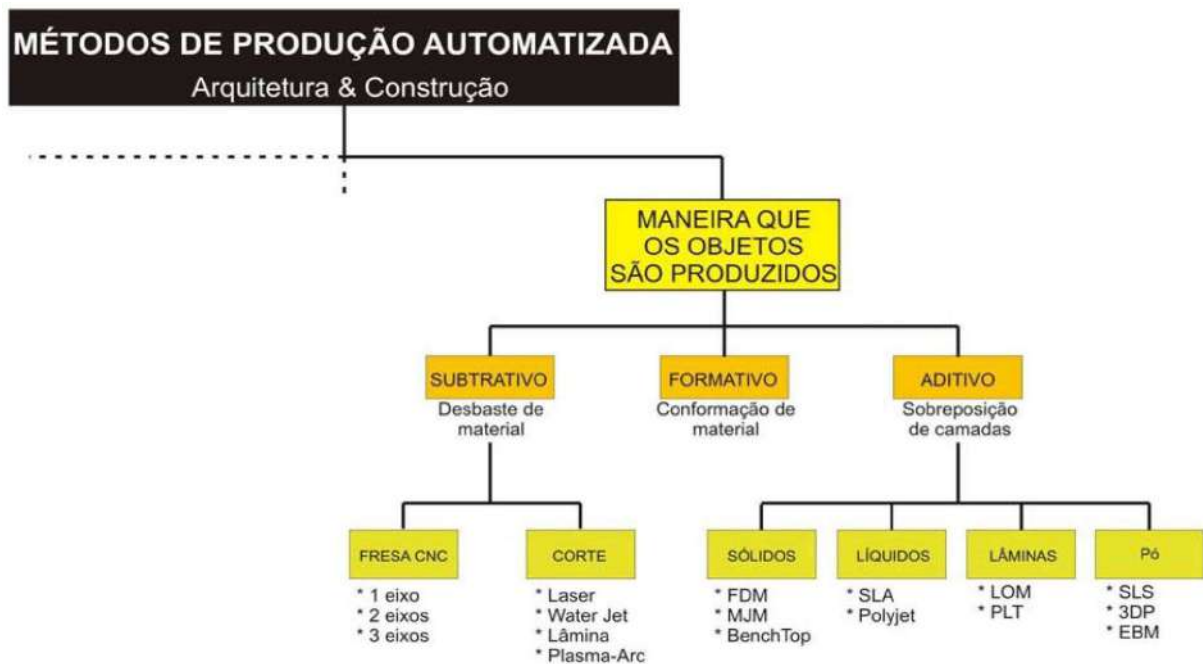 MÉTODOS DE PRODUÇÃO AUTOMATIZADA
Arquitetura & Construção
MANEIRA QUE
OS OBJETOS
SÃO PRODUZIDOS
SUBTRATIVO
Desbaste de
material
FORMATIVO
Conformação de
material
ADITIVO
Sobreposição
de camadas
FRESA CNC
* 1 eixo
* 2 eixos
* 3 eixos
CORTE
* Laser
* Water Jet
* Lâmina
* Plasma-Arc
SÓLIDOS
* FDM
* MJM
* BenchTop
LÍQUIDOS
* SLA
* Polyjet
LÂMINAS
* LOM
* PLT
Pó
* SLS
* 3DP
* EBM